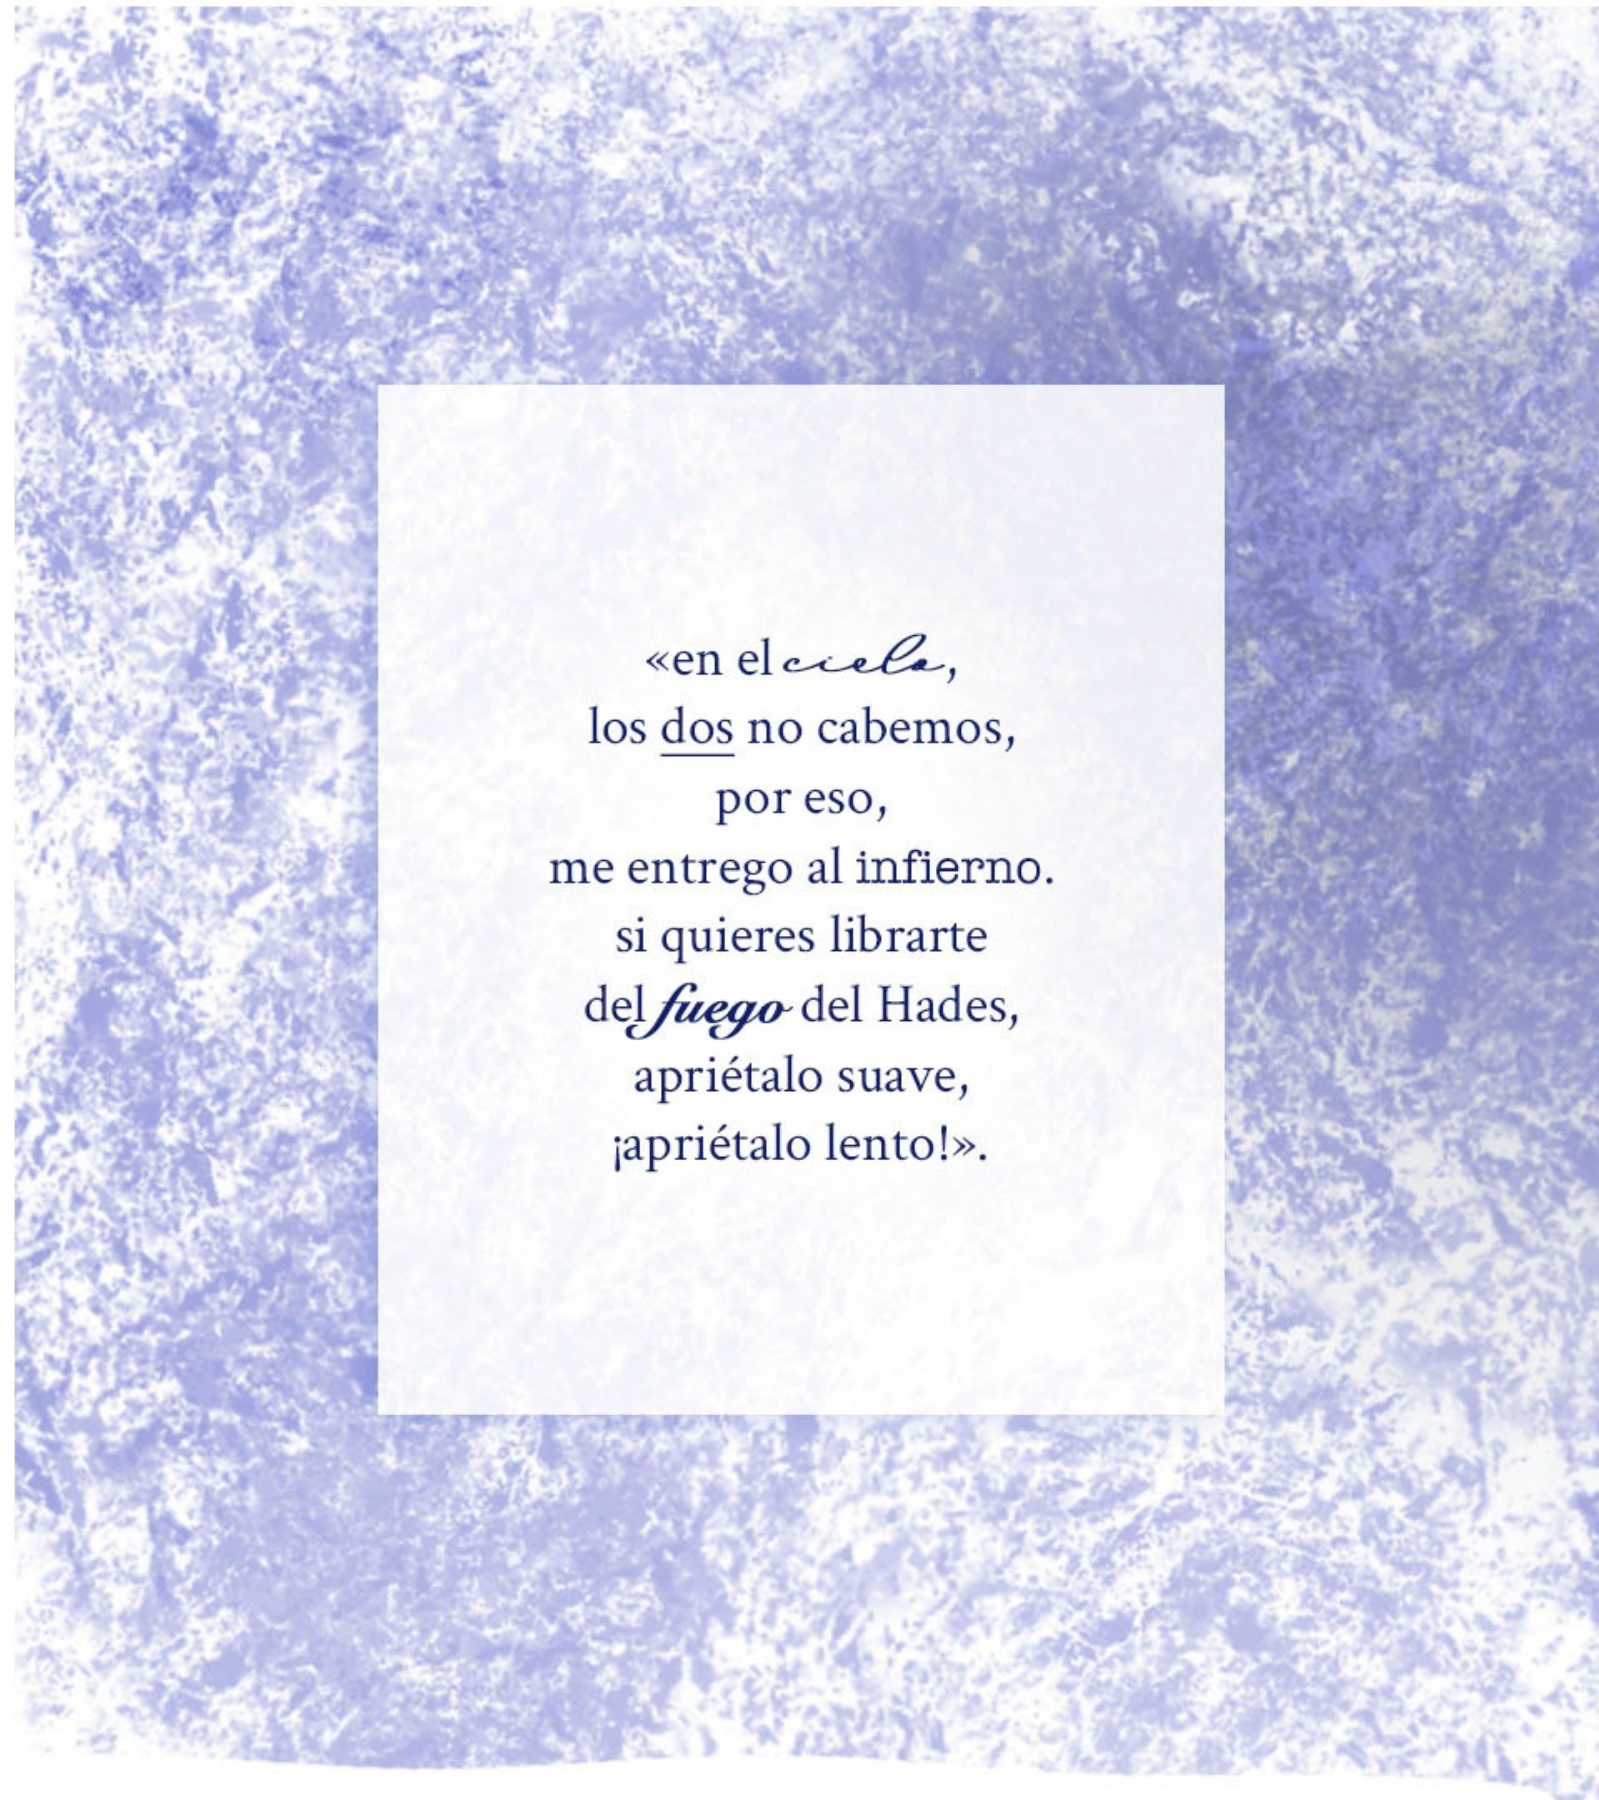 «en el cielo,
los dos no cabemos,
por eso,
me entrego al infierno.
si quieres librarte
del fuego del Hades,
apriétalo suave,
¡apriétalo lento!».